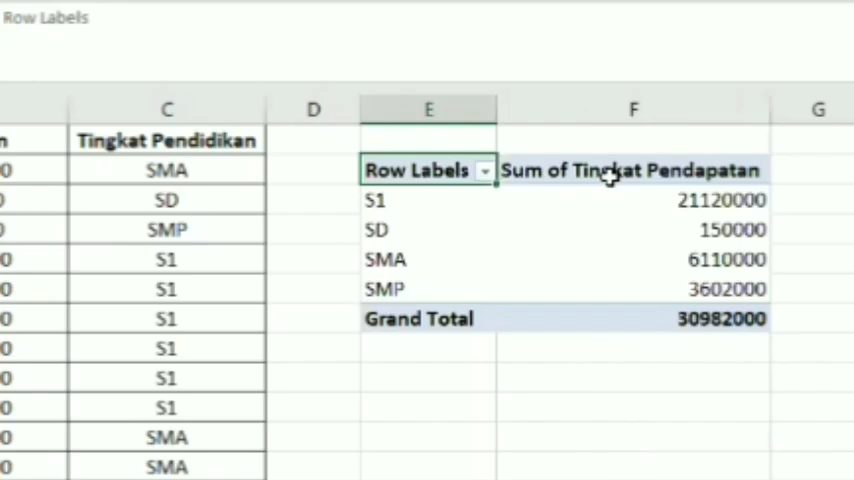 Row Labels
C D E F G
Tingkat Pendidikan
SMA Row Labels Sum of Tingkat Pendapatan
SD S1 21120000
SMP SD 150000
S1 SMA 6110000
S1 SMP 3602000
S1 Grand Total 30982000
S1
S1
S1
SMA
SMA